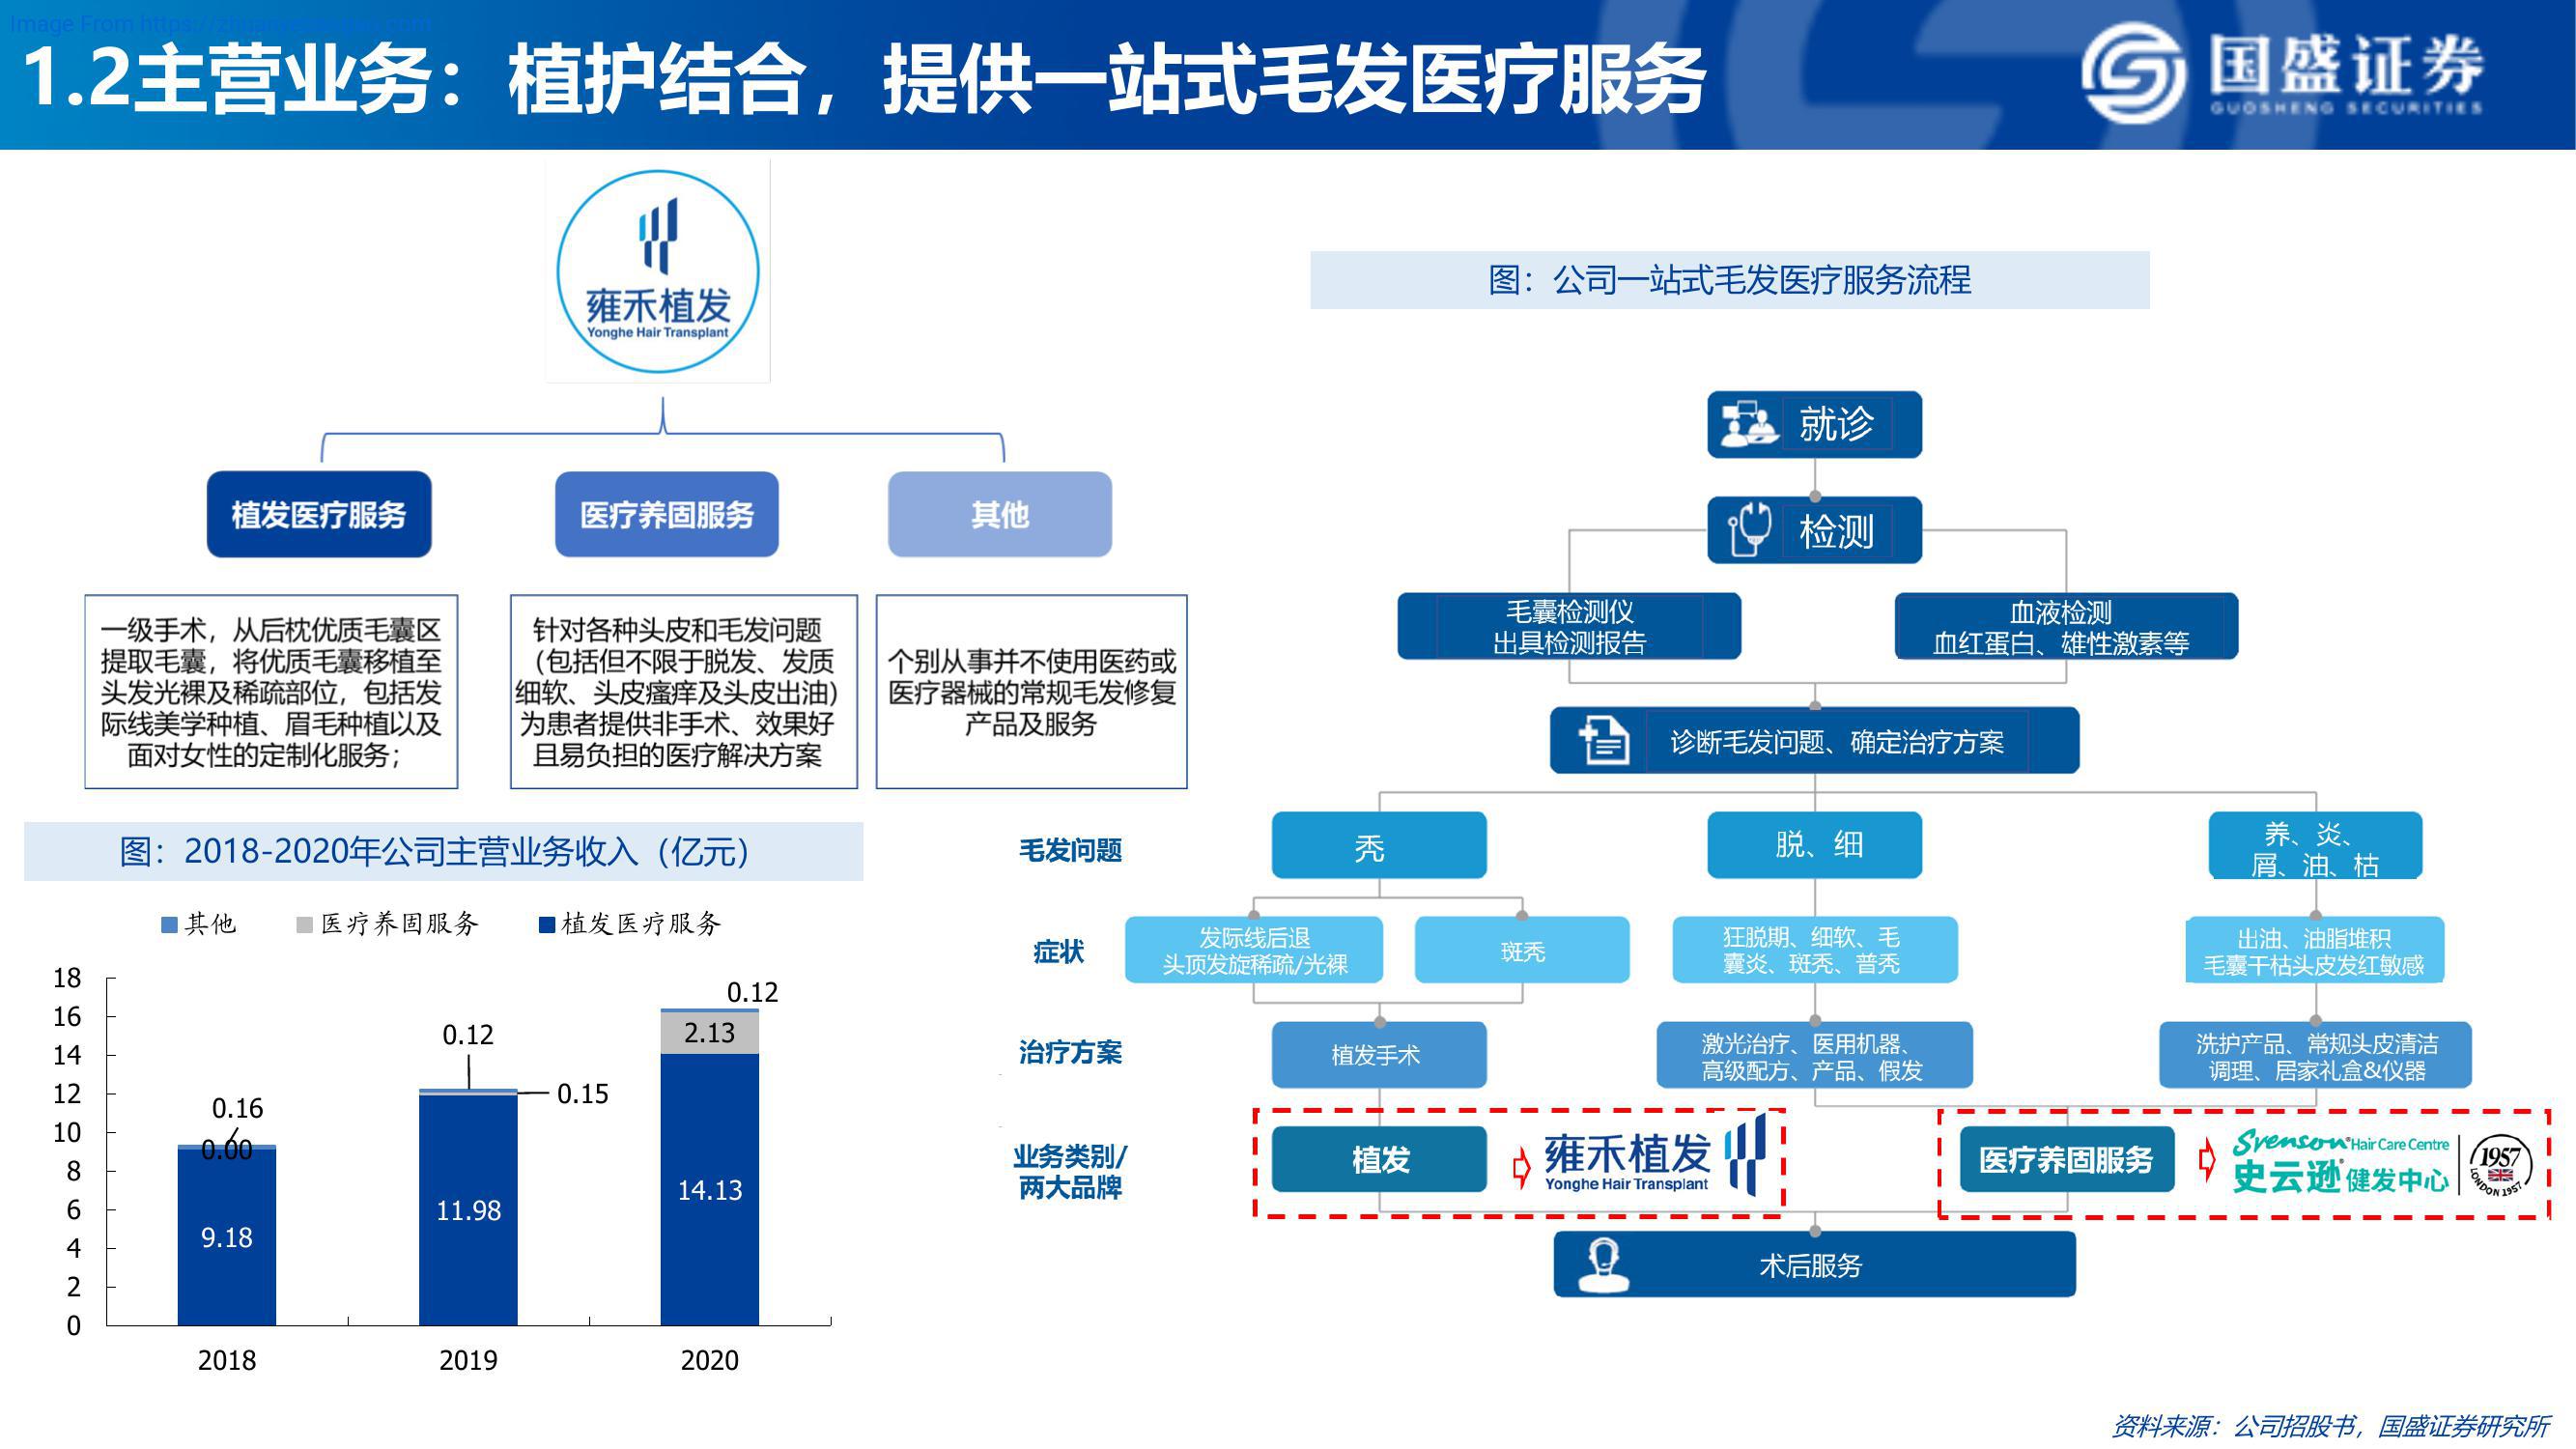 Image From https://zhuanseo.baidu.com
1.2主营业务：植护结合，提供一站式毛发医疗服务
国盛证券
GUOSHENG SECURITIES
雍禾植发
Yonghe Hair Transplant
植发医疗服务
医疗养固服务
其他
一级手术，从后枕优质毛囊区
提取毛囊，将优质毛囊移植至
头发光裸及稀疏部位，包括发
际线美学种植、眉毛种植以及
面对女性的定制化服务；
针对各种头皮和毛发问题
（包括但不限于脱发、发质
细软、头皮瘙痒及头皮出油）
为患者提供非手术、效果好
且易负担的医疗解决方案
个别从事并不使用医药或
医疗器械的常规毛发修复
产品及服务
图：2018-2020年公司主营业务收入（亿元）
其他
医疗养固服务
植发医疗服务
18
16
14
12
10
8
6
4
2
0
0.16
0.00
9.18
0.12
0.15
11.98
0.12
2.13
14.13
2018
2019
2020
图：公司一站式毛发医疗服务流程
就诊
检测
毛囊检测仪
出具检测报告
血液检测
血红蛋白、雄性激素等
诊断毛发问题、确定治疗方案
毛发问题
秃
脱、细
养、炎、
屑、油、枯
症状
发际线后退
头顶发旋稀疏/光裸
斑秃
狂脱期、细软、毛
囊炎、斑秃、普秃
出油、油脂堆积
毛囊干枯头皮发红敏感
治疗方案
植发手术
激光治疗、医用机器、
高级配方、产品、假发
洗护产品、常规头皮清洁
调理、居家礼盒&仪器
业务类别/
两大品牌
植发
雍禾植发
Yonghe Hair Transplant
医疗养固服务
Svenson Hair Care Centre
史云逊健发中心
1957
LONDON 1957
术后服务
资料来源：公司招股书，国盛证券研究所